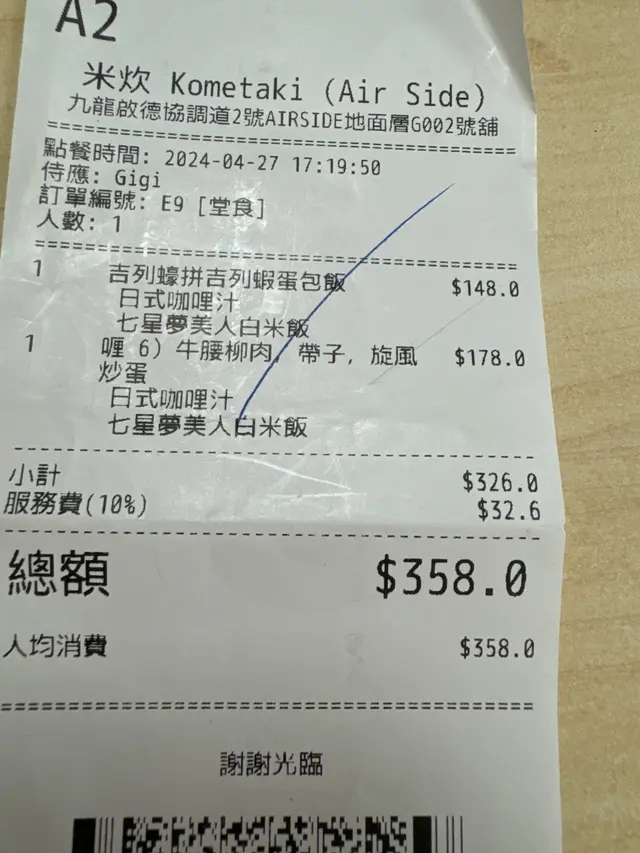 A2
米炊 Kometaki (Air Side)
九龍啟德協調道2號AIRSIDE地面層G002號舖
點餐時間: 2024-04-27 17:19:50
侍應: Gigi
訂單編號: E9 [堂食]
人數: 1
1 吉列蠔拼吉列蝦蛋包飯 $148.0
日式咖哩汁
七星夢美人白米飯
1 喱 6) 牛腰柳肉, 帶子, 旋風 $178.0
炒蛋
日式咖哩汁
七星夢美人白米飯
小計 $326.0
服務費(10%) $32.6
總額 $358.0
人均消費 $358.0
謝謝光臨